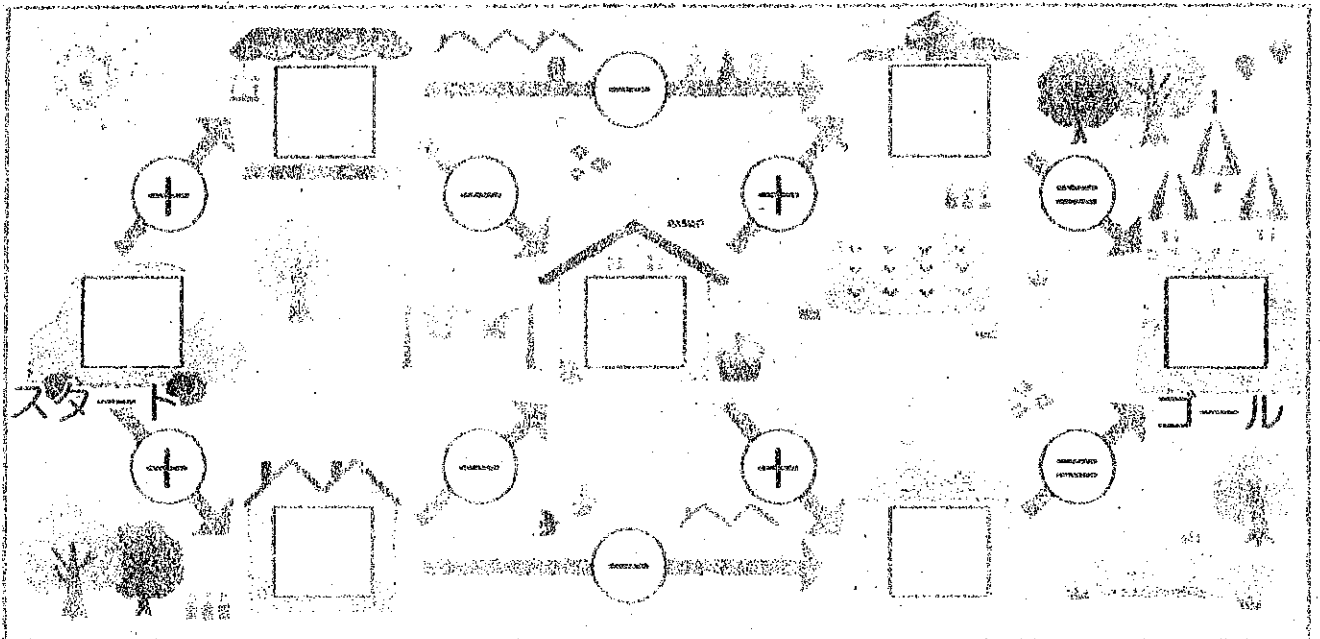 −
+ − + =
スタート ゴール
+ − + =
−